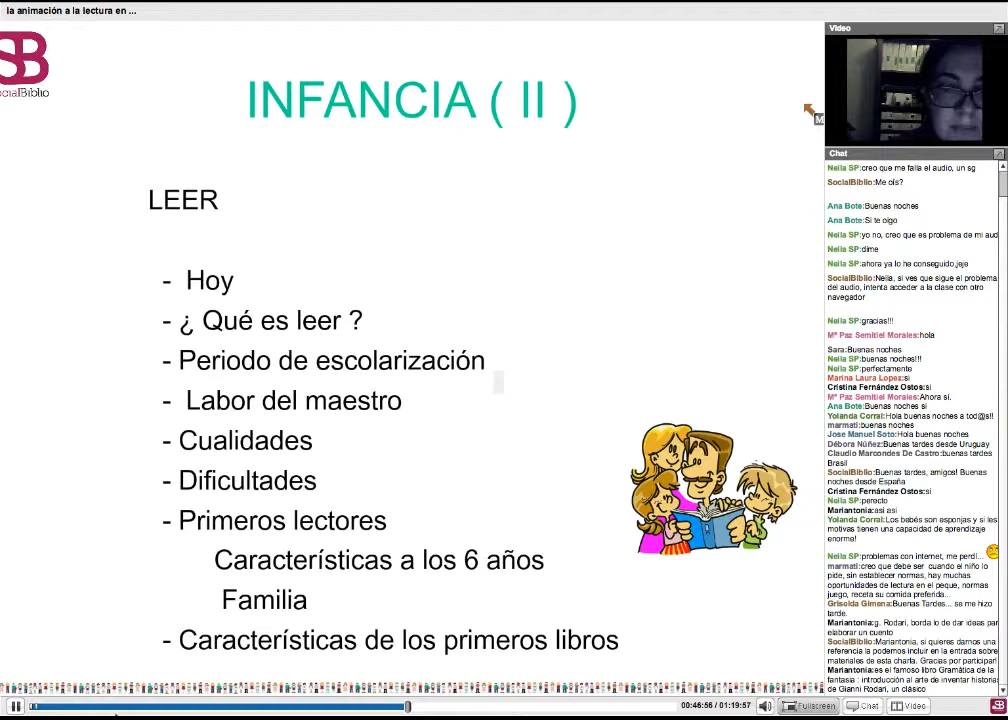 la animación a la lectura en ...
SB
ocialBiblio
INFANCIA ( II )
LEER
- Hoy
- ¿ Qué es leer ?
- Periodo de escolarización
- Labor del maestro
- Cualidades
- Dificultades
- Primeros lectores
Características a los 6 años
Familia
- Características de los primeros libros
Video
M
Chat
Neila SP:creo que me falla el audio, un sg
SocialBiblio:Me oís?
Ana Bote:Buenas noches
Ana Bote:Si te oigo
Neila SP:yo no, creo que es problema de mi aud
Neila SP:dime
Neila SP:ahora ya lo he conseguido,jeje
SocialBiblio:Neila, si ves que sigue el problema
del audio, intenta acceder a la clase con otro
navegador
Neila SP:gracias!!!
Mª Paz Semitiel Morales:hola
Sara:Buenas noches
Neila SP:buenas noches!!!
Neila SP:perfectamente
Marina Laura Lopez:si
Cristina Fernández Ostos:si
Mª Paz Semitiel Morales:Ahora sí.
Ana Bote:Buenas noches si
Yolanda Corral:Hola buenas noches a tod@s!!
marmati:buenas noches
Jose Manuel Soto:Hola buenas noches
Débora Núñez:Buenas tardes desde Uruguay
Claudio Marcondes De Castro:buenas tardes
Brasil
SocialBiblio:Buenas tardes, amigos! Buenas
noches desde España
Cristina Fernández Ostos:si
Neila SP:perecto
Mariantonia:asi asi
Yolanda Corral:Los bebés son esponjas y si les
motivas tienen una capacidad de aprendizaje
enorme!
Neila SP:problemas con internet, me perdí...
marmati:creo que debe ser cuando el niño lo
pide, sin establecer normas, hay muchas
oportunidades de lectura en el peque, normas
juego, receta su comida preferida...
Griselda Gimena:Buenas Tardes... se me hizo
tarde.
Mariantonia:g. Rodari, borda lo de dar ideas par
elaborar un cuento
SocialBiblio:Mariantonia, si quieres darnos una
referencia la podemos incluir en la entrada sobre
materiales de esta charla. Gracias por participar!
Mariantonia:es el famoso libro Gramática de la
fantasia : introducción al arte de inventar historia
de Gianni Rodari, un clásico
00:46:56 / 01:19:57
Fullscreen
Chat
Video
SB